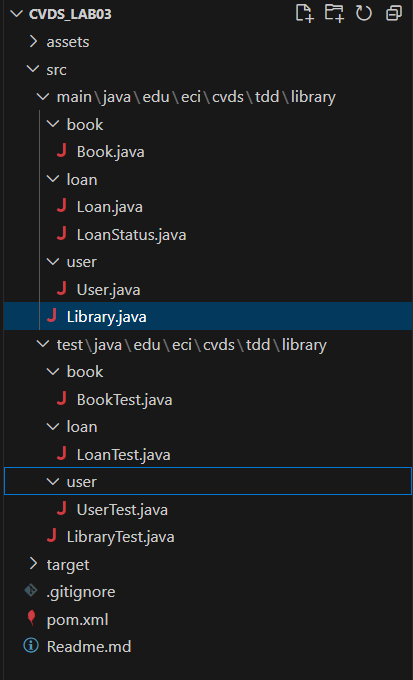 CVDS_LAB03
assets
src
main\java\edu\eci\cvds\tdd\library
book
Book.java
loan
Loan.java
LoanStatus.java
user
User.java
Library.java
test\java\edu\eci\cvds\tdd\library
book
BookTest.java
loan
LoanTest.java
user
UserTest.java
LibraryTest.java
target
.gitignore
pom.xml
Readme.md